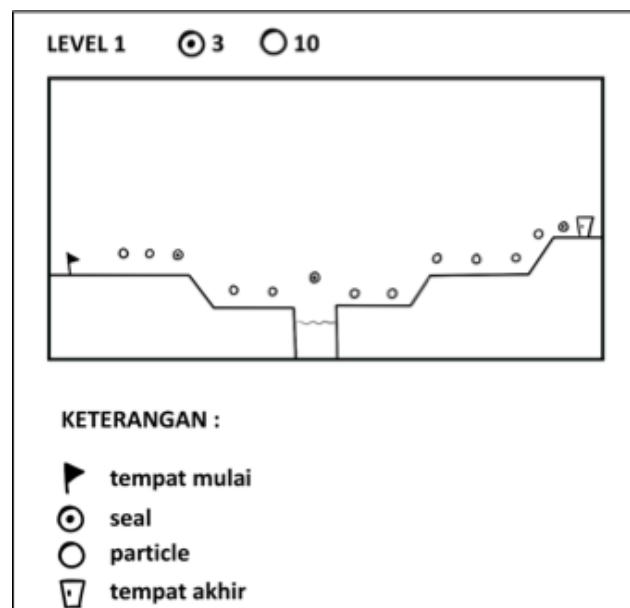 LEVEL 1 3 10
KETERANGAN :
tempat mulai
seal
particle
tempat akhir